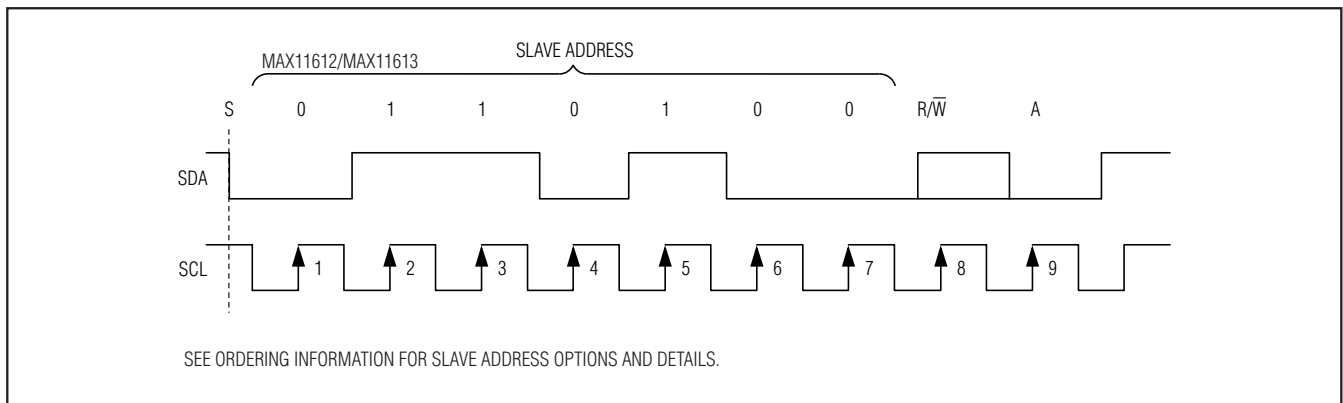 SLAVE ADDRESS
MAX11612/MAX11613
S 0 1 1 0 1 0 0 R/W̅ A
SDA
SCL 1 2 3 4 5 6 7 8 9
SEE ORDERING INFORMATION FOR SLAVE ADDRESS OPTIONS AND DETAILS.